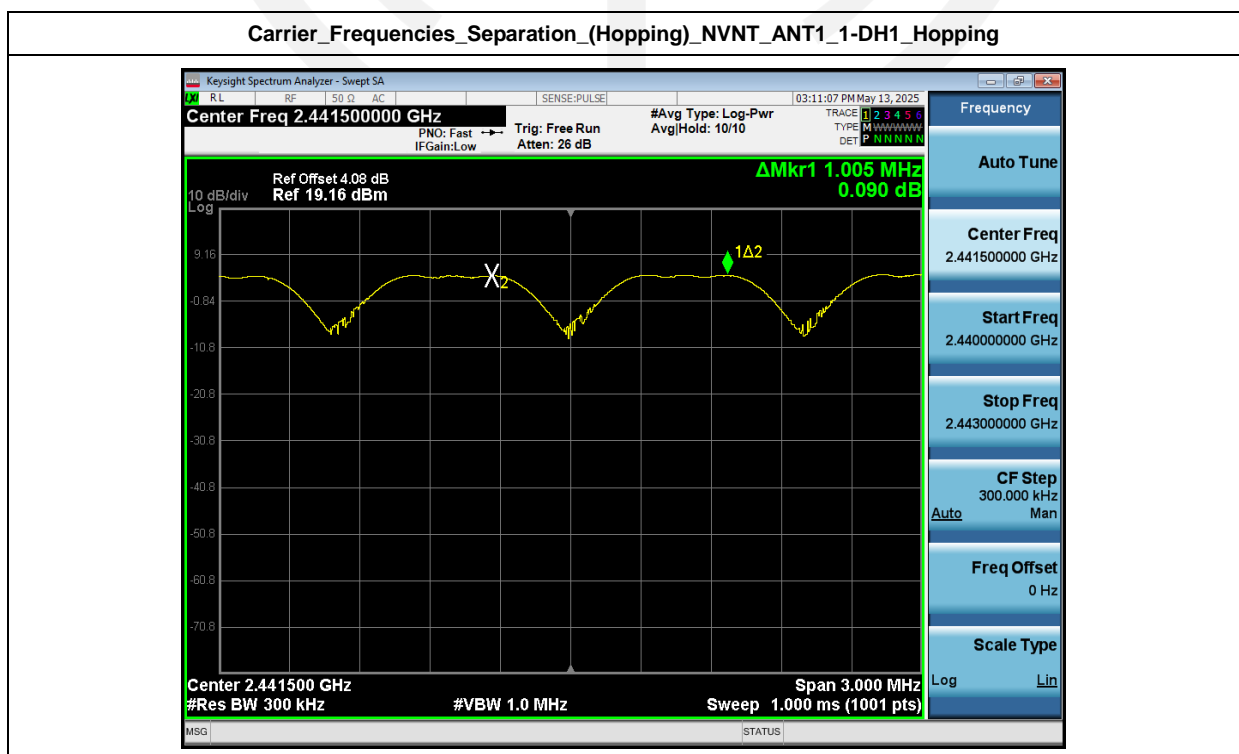 Carrier_Frequencies_Separation_(Hopping)_NVNT_ANT1_1-DH1_Hopping
Keysight Spectrum Analyzer - Swept SA
LXI RL RF 50 Ω AC SENSE:PULSE 03:11:07 PM May 13, 2025
Center Freq 2.441500000 GHz
PNO: Fast
IFGain:Low
Trig: Free Run
Atten: 26 dB
#Avg Type: Log-Pwr
Avg|Hold: 10/10
TRACE 1 2 3 4 5 6
TYPE M WWWWW
DET P N N N N N
ΔMkr1 1.005 MHz
0.090 dB
Ref Offset 4.08 dB
10 dB/div Ref 19.16 dBm
Log
9.16
-0.84
-10.8
-20.8
-30.8
-40.8
-50.8
-60.8
-70.8
1Δ2
X2
Center 2.441500 GHz Span 3.000 MHz
#Res BW 300 kHz #VBW 1.0 MHz Sweep 1.000 ms (1001 pts)
MSG STATUS
Frequency
Auto Tune
Center Freq
2.441500000 GHz
Start Freq
2.440000000 GHz
Stop Freq
2.443000000 GHz
CF Step
300.000 kHz
Auto Man
Freq Offset
0 Hz
Scale Type
Log Lin